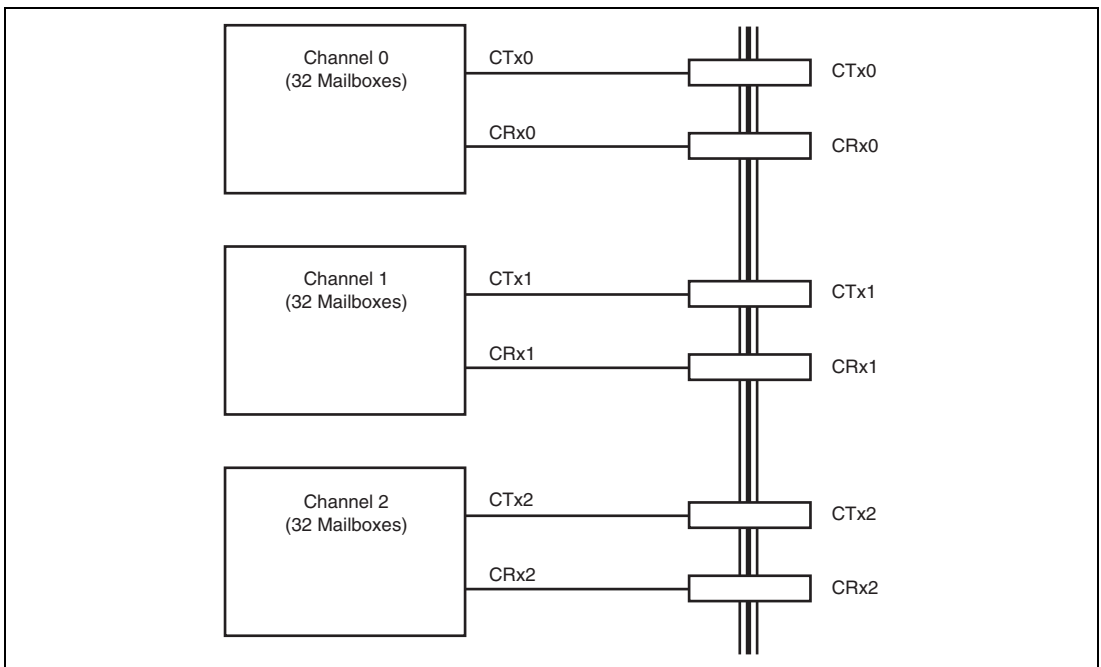 Channel 0
(32 Mailboxes)
CTx0
CTx0
CRx0
CRx0
Channel 1
(32 Mailboxes)
CTx1
CTx1
CRx1
CRx1
Channel 2
(32 Mailboxes)
CTx2
CTx2
CRx2
CRx2